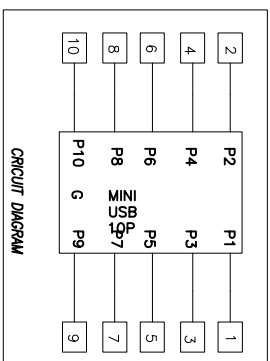 10 8 6 4 2
P10 P8 P6 P4 P2
G MINI
USB
10P
P9 P7 P5 P3 P1
9 7 5 3 1
CRICUIT DIAGRAM